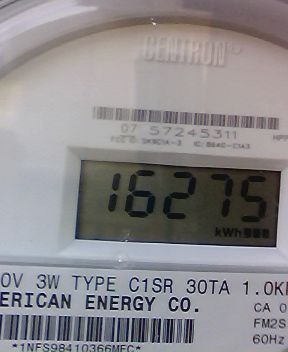 CENTRON®
07 57245311
16275
kWh
0V 3W TYPE C1SR 30TA 1.0K
ERICAN ENERGY CO.
CA 0
FM2S
60Hz
*1NFS98410366MFC*